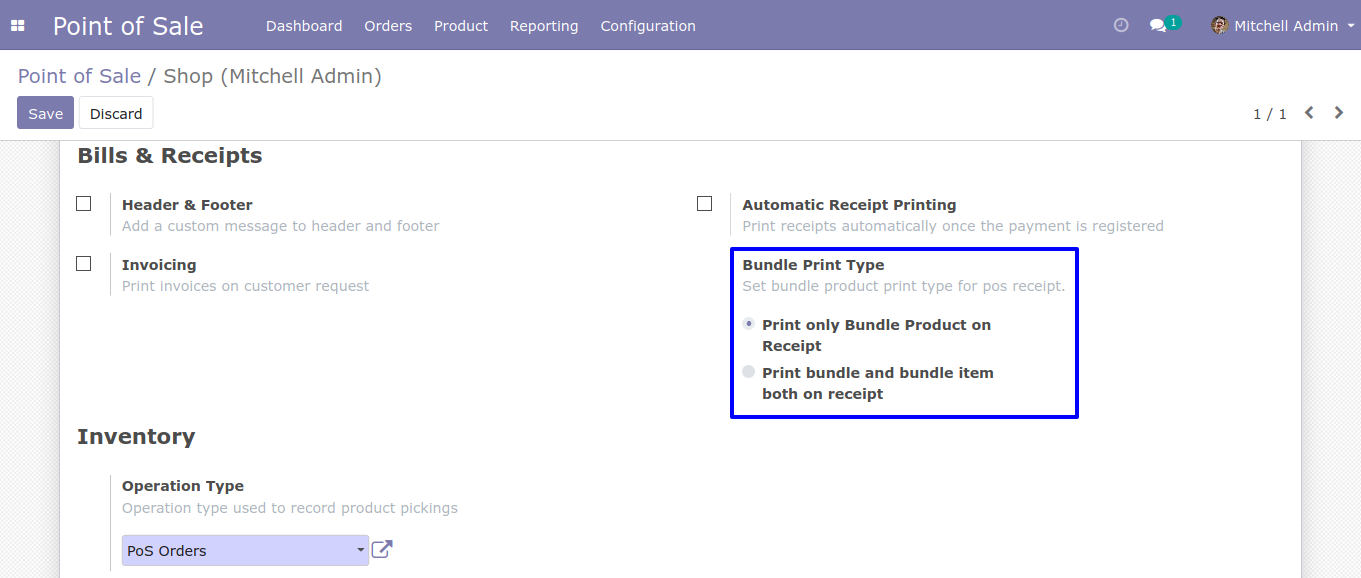 Point of Sale Dashboard Orders Product Reporting Configuration 1 Mitchell Admin
Point of Sale / Shop (Mitchell Admin)
Save Discard 1 / 1
Bills & Receipts
Header & Footer
Add a custom message to header and footer
Automatic Receipt Printing
Print receipts automatically once the payment is registered
Invoicing
Print invoices on customer request
Bundle Print Type
Set bundle product print type for pos receipt.
Print only Bundle Product on
Receipt
Print bundle and bundle item
both on receipt
Inventory
Operation Type
Operation type used to record product pickings
PoS Orders